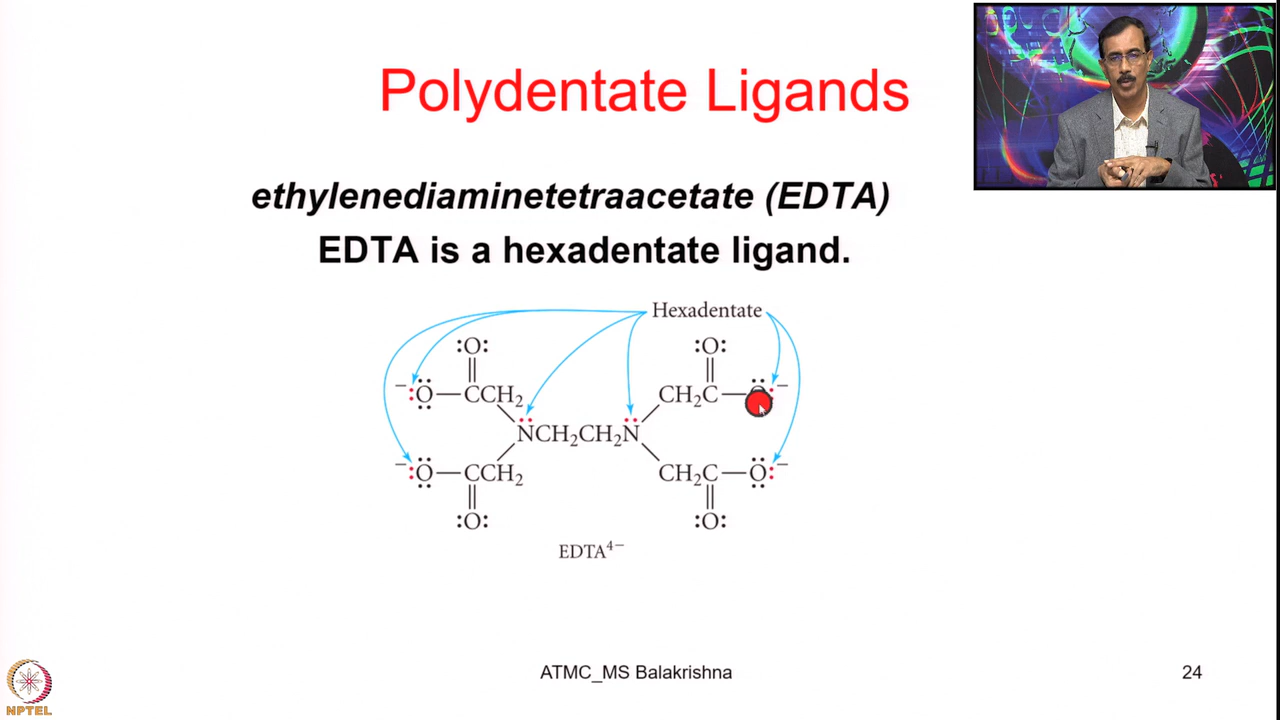 Polydentate Ligands
ethylenediaminetetraacetate (EDTA)
EDTA is a hexadentate ligand.
Hexadentate
:O: :O:
⁻:O—CCH₂ CH₂C—O:⁻
NCH₂CH₂N
⁻:O—CCH₂ CH₂C—O:⁻
:O: :O:
EDTA⁴⁻
NPTEL
ATMC_MS Balakrishna
24